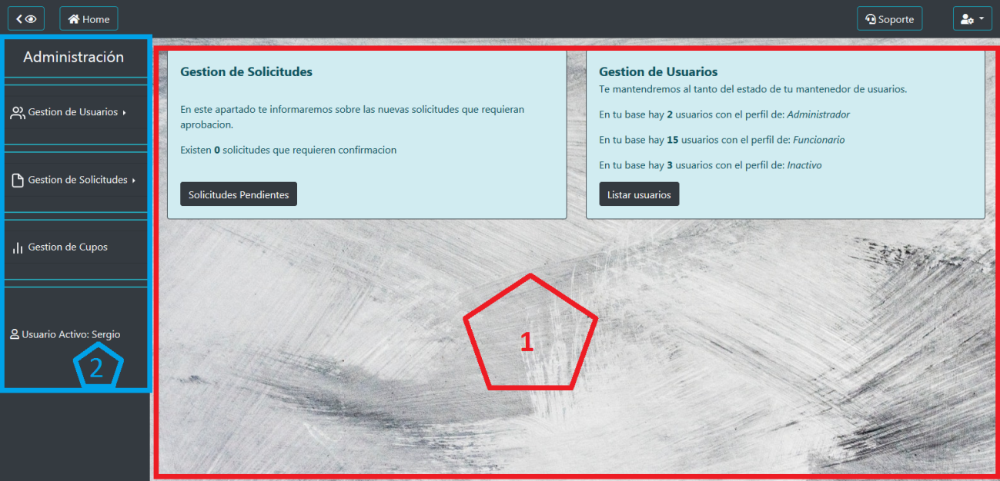 Home
Soporte
Administración
Gestion de Usuarios
Gestion de Solicitudes
Gestion de Cupos
Usuario Activo: Sergio
2
Gestion de Solicitudes
En este apartado te informaremos sobre las nuevas solicitudes que requieran
aprobacion.
Existen 0 solicitudes que requieren confirmacion
Solicitudes Pendientes
Gestion de Usuarios
Te mantendremos al tanto del estado de tu mantenedor de usuarios.
En tu base hay 2 usuarios con el perfil de: Administrador
En tu base hay 15 usuarios con el perfil de: Funcionario
En tu base hay 3 usuarios con el perfil de: Inactivo
Listar usuarios
1